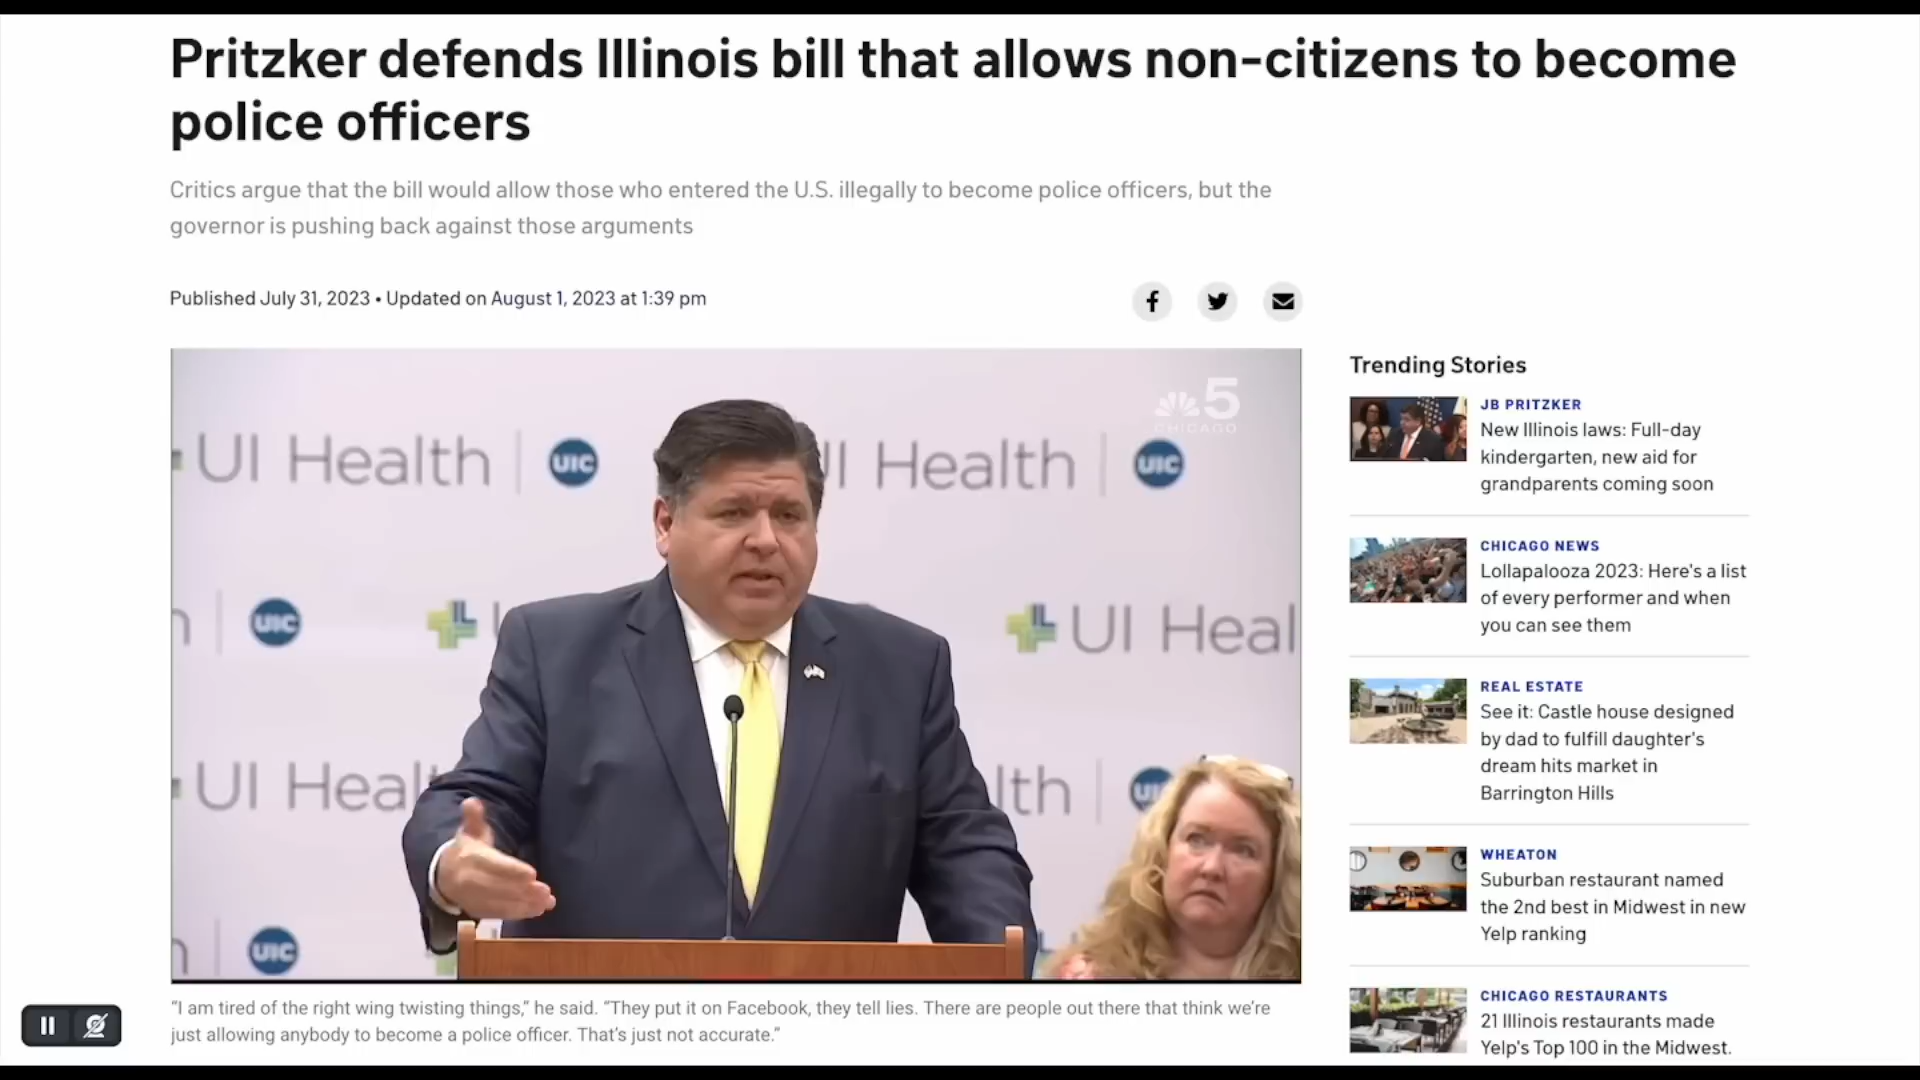 Pritzker defends Illinois bill that allows non-citizens to become
police officers
Critics argue that the bill would allow those who entered the U.S. illegally to become police officers, but the
governor is pushing back against those arguments
Published July 31, 2023 • Updated on August 1, 2023 at 1:39 pm
5
CHICAGO
UI Health
UIC
UI Health
UIC
UIC
UI Heal
UI Heal
lth
UIC
UIC
“I am tired of the right wing twisting things,” he said. “They put it on Facebook, they tell lies. There are people out there that think we’re
just allowing anybody to become a police officer. That’s just not accurate.”
Trending Stories
JB PRITZKER
New Illinois laws: Full-day
kindergarten, new aid for
grandparents coming soon
CHICAGO NEWS
Lollapalooza 2023: Here's a list
of every performer and when
you can see them
REAL ESTATE
See it: Castle house designed
by dad to fulfill daughter's
dream hits market in
Barrington Hills
WHEATON
Suburban restaurant named
the 2nd best in Midwest in new
Yelp ranking
CHICAGO RESTAURANTS
21 Illinois restaurants made
Yelp's Top 100 in the Midwest.